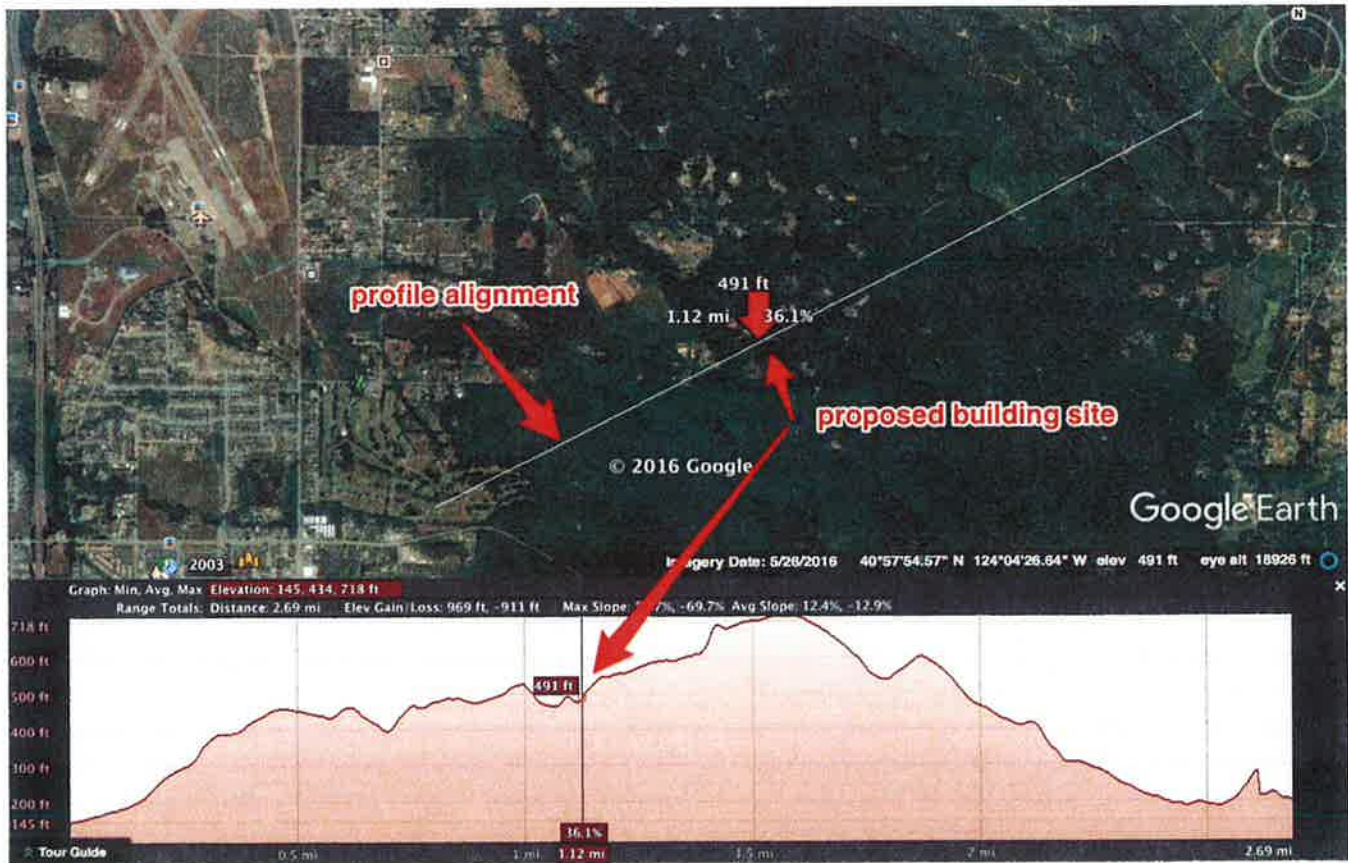 N
491 ft
profile alignment
1.12 mi 36.1%
proposed building site
© 2016 Google
Google Earth
2003
Imagery Date: 5/26/2016 40°57'54.57" N 124°04'26.64" W elev 491 ft eye alt 18926 ft
Graph: Min, Avg, Max Elevation: 145, 434, 718 ft
Range Totals: Distance: 2.69 mi Elev Gain/Loss: 969 ft, -911 ft Max Slope: -69.7% Avg Slope: 12.4%, -12.9%
718 ft
600 ft
491 ft
500 ft
400 ft
300 ft
200 ft
145 ft
36.1%
Tour Guide 0.5 mi 1 mi 1.12 mi 1.5 mi 2 mi 2.69 mi